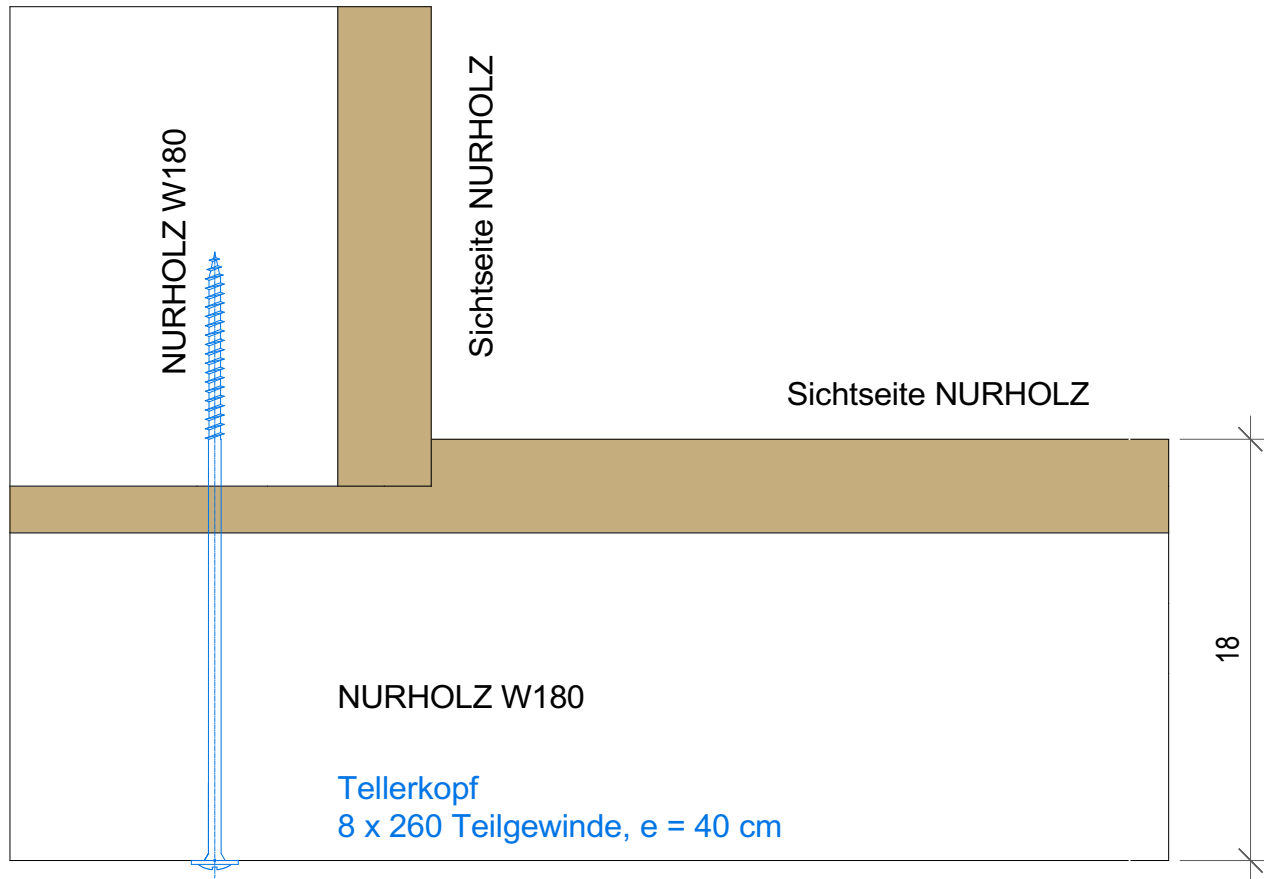 NURHOLZ W180
Sichtseite NURHOLZ
Sichtseite NURHOLZ
18
NURHOLZ W180
Tellerkopf
8 x 260 Teilgewinde, e = 40 cm